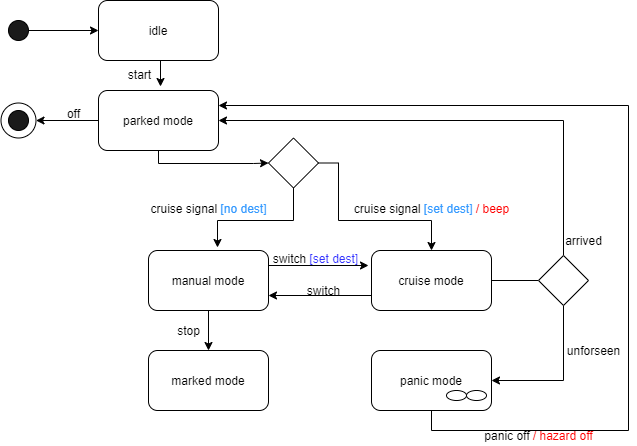 idle
start
off
parked mode
cruise signal [no dest]
cruise signal [set dest] / beep
arrived
switch [set dest]
manual mode
cruise mode
switch
stop
unforseen
marked mode
panic mode
panic off / hazard off